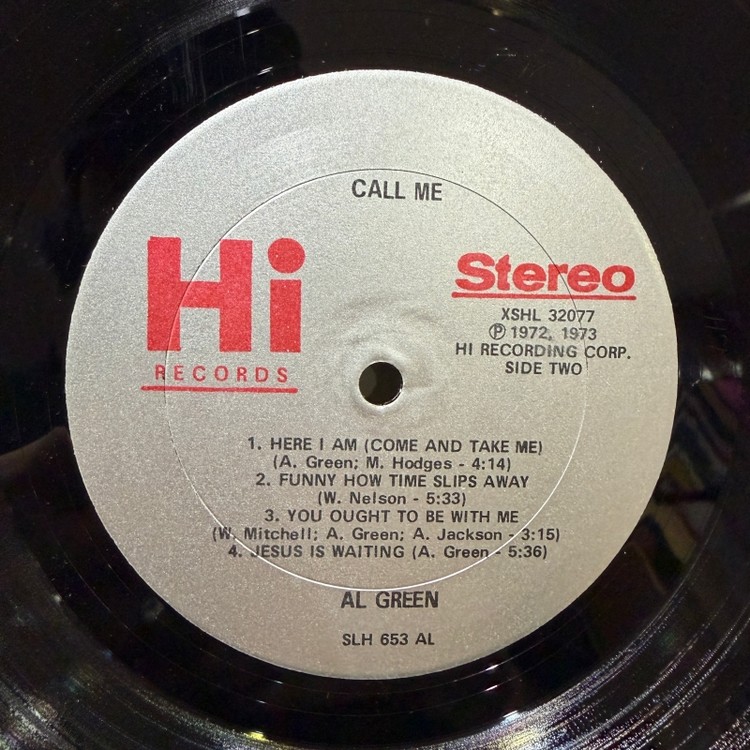 CALL ME
Hi
RECORDS
Stereo
XSHL 32077
Ⓟ 1972, 1973
HI RECORDING CORP.
SIDE TWO
1. HERE I AM (COME AND TAKE ME)
(A. Green; M. Hodges - 4:14)
2. FUNNY HOW TIME SLIPS AWAY
(W. Nelson - 5:33)
3. YOU OUGHT TO BE WITH ME
(W. Mitchell; A. Green; A. Jackson - 3:15)
4. JESUS IS WAITING (A. Green - 5:36)
AL GREEN
SLH 653 AL